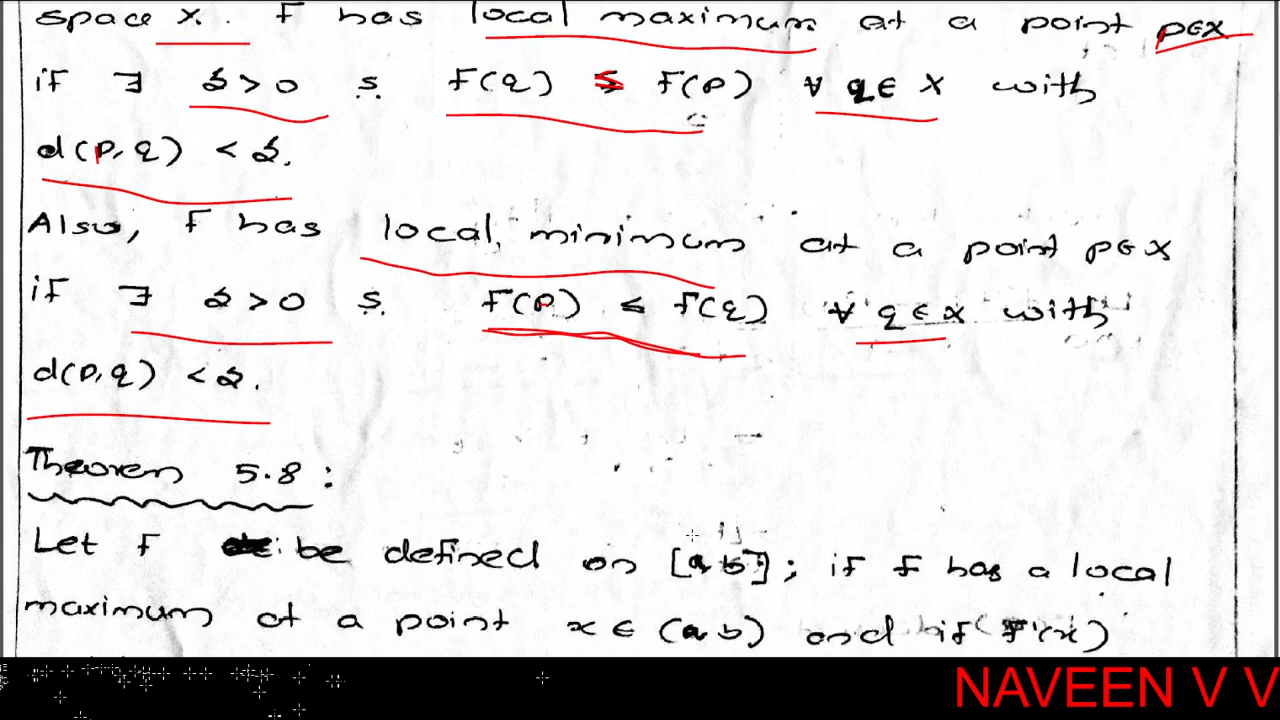 space X. f has local maximum at a point p∈X
if ∃ δ>0 s. f(q) ≤ f(p) ∀ q∈ X with
d(p,q) < δ.
Also, f has local minimum at a point p∈X
if ∃ δ>0 s. f(p) ≤ f(q) ∀ q∈X with
d(p,q) <δ.
Theorem 5.8:
Let f be defined on [a b]; if f has a local
maximum at a point x∈ (a,b) and if f'(x)
NAVEEN V V